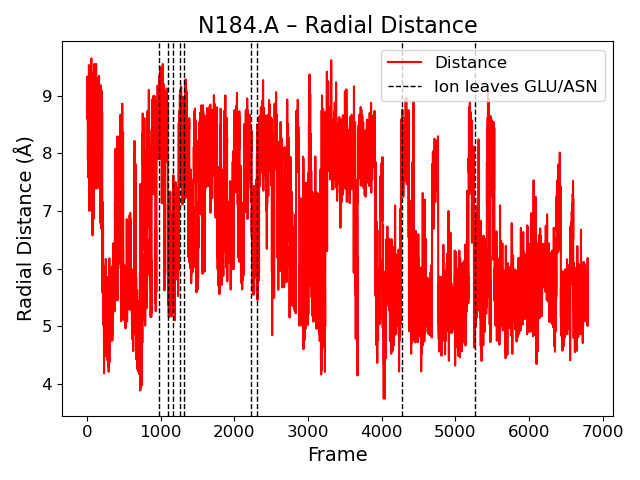 N184.A – Radial Distance
Distance
Ion leaves GLU/ASN
Radial Distance (Å)
9
8
7
6
5
4
0 1000 2000 3000 4000 5000 6000 7000
Frame